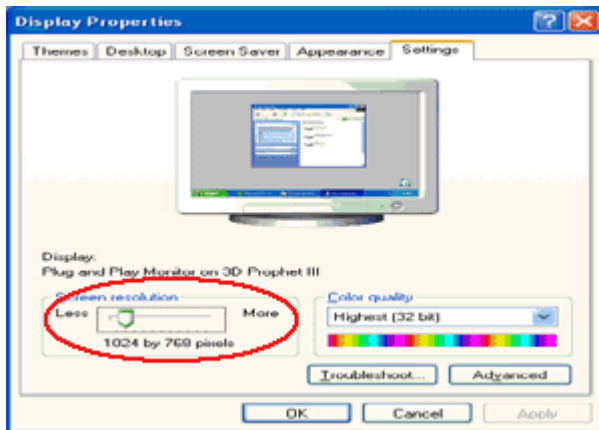 Display Properties
Themes Desktop Screen Saver Appearance Settings
Display:
Plug and Play Monitor on 3D Prophet III
Screen resolution
Less More
1024 by 768 pixels
Color quality
Highest (32 bit)
Troubleshoot... Advanced
OK Cancel Apply